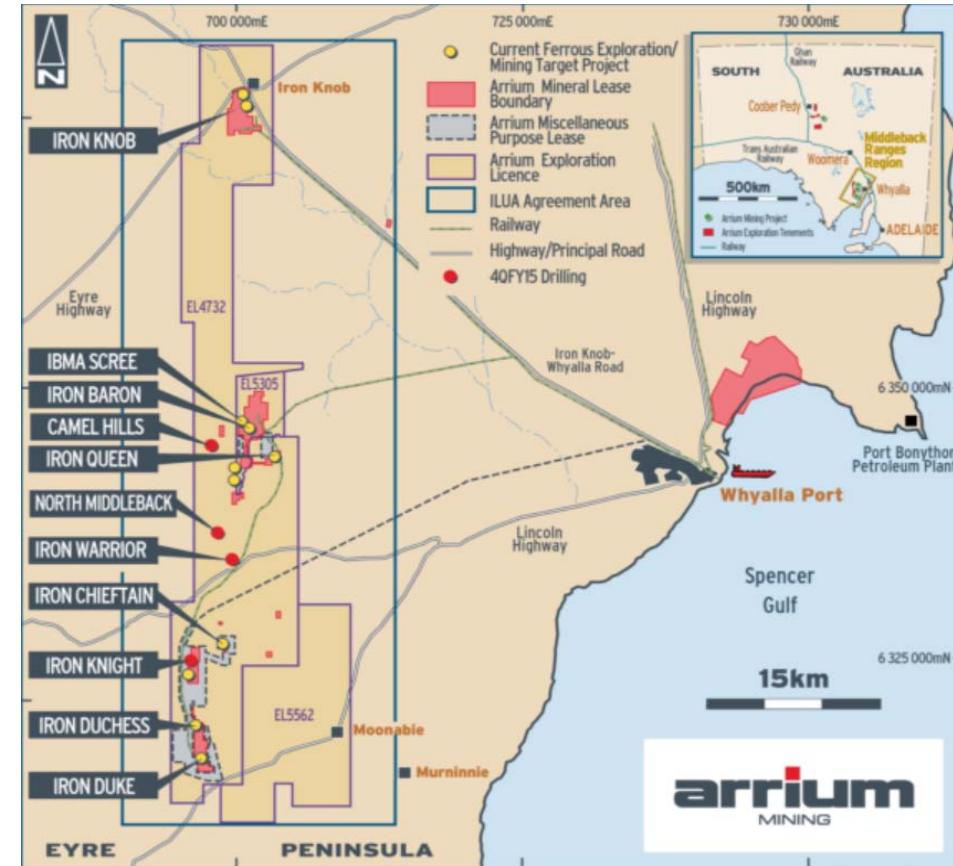 700 000mE
725 000mE
730 000mE
N
Current Ferrous Exploration/
Mining Target Project
Arrium Mineral Lease
Boundary
Arrium Miscellaneous
Purpose Lease
Arrium Exploration
Licence
ILUA Agreement Area
Railway
Highway/Principal Road
4QFY15 Drilling
Ghan
Railway
SOUTH AUSTRALIA
Coober Pedy
Trans Australian
Railway
Woomera
Middleback
Ranges
Region
Whyalla
500km
Arrium Mining Project
Arrium Exploration Tenements
Railway
ADELAIDE
Iron Knob
IRON KNOB
Eyre
Highway
EL4732
Lincoln
Highway
Iron Knob-
Whyalla Road
IBMA SCREE
EL5305
IRON BARON
CAMEL HILLS
IRON QUEEN
6 350 000mN
Port Bonython
Petroleum Plant
Whyalla Port
NORTH MIDDLEBACK
IRON WARRIOR
Lincoln
Highway
Spencer
Gulf
IRON CHIEFTAIN
IRON KNIGHT
6 325 000mN
15km
IRON DUCHESS
EL5562
Moonabie
IRON DUKE
Murninnie
arrium
MINING
EYRE PENINSULA